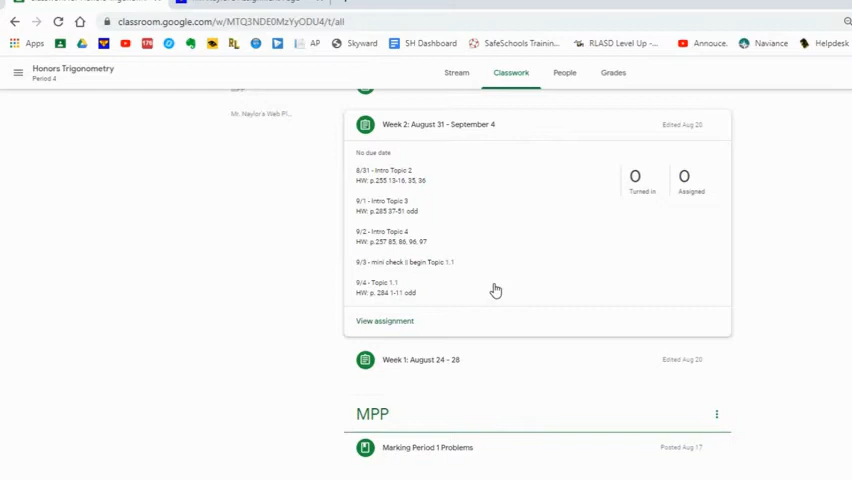 classroom.google.com/w/MTQ3NDE0MzYyODU4/t/all
Apps
AP
Skyward
SH Dashboard
SafeSchools Trainin...
RLASD Level Up -...
Annouce.
Naviance
Helpdesk
Honors Trigonometry
Period 4
Stream
Classwork
People
Grades
MPP
Mr. Naylor's Web Pl...
Week 2: August 31 - September 4
Edited Aug 20
No due date
8/31 - Intro Topic 2
HW: p.255 13-16, 35, 36
0
Turned in
0
Assigned
9/1 - Intro Topic 3
HW: p.285 37-51 odd
9/2 - Intro Topic 4
HW: p.257 85, 86, 96, 97
9/3 - mini check || begin Topic 1.1
9/4 - Topic 1.1
HW: p. 284 1-11 odd
View assignment
Week 1: August 24 - 28
Edited Aug 20
MPP
Marking Period 1 Problems
Posted Aug 17